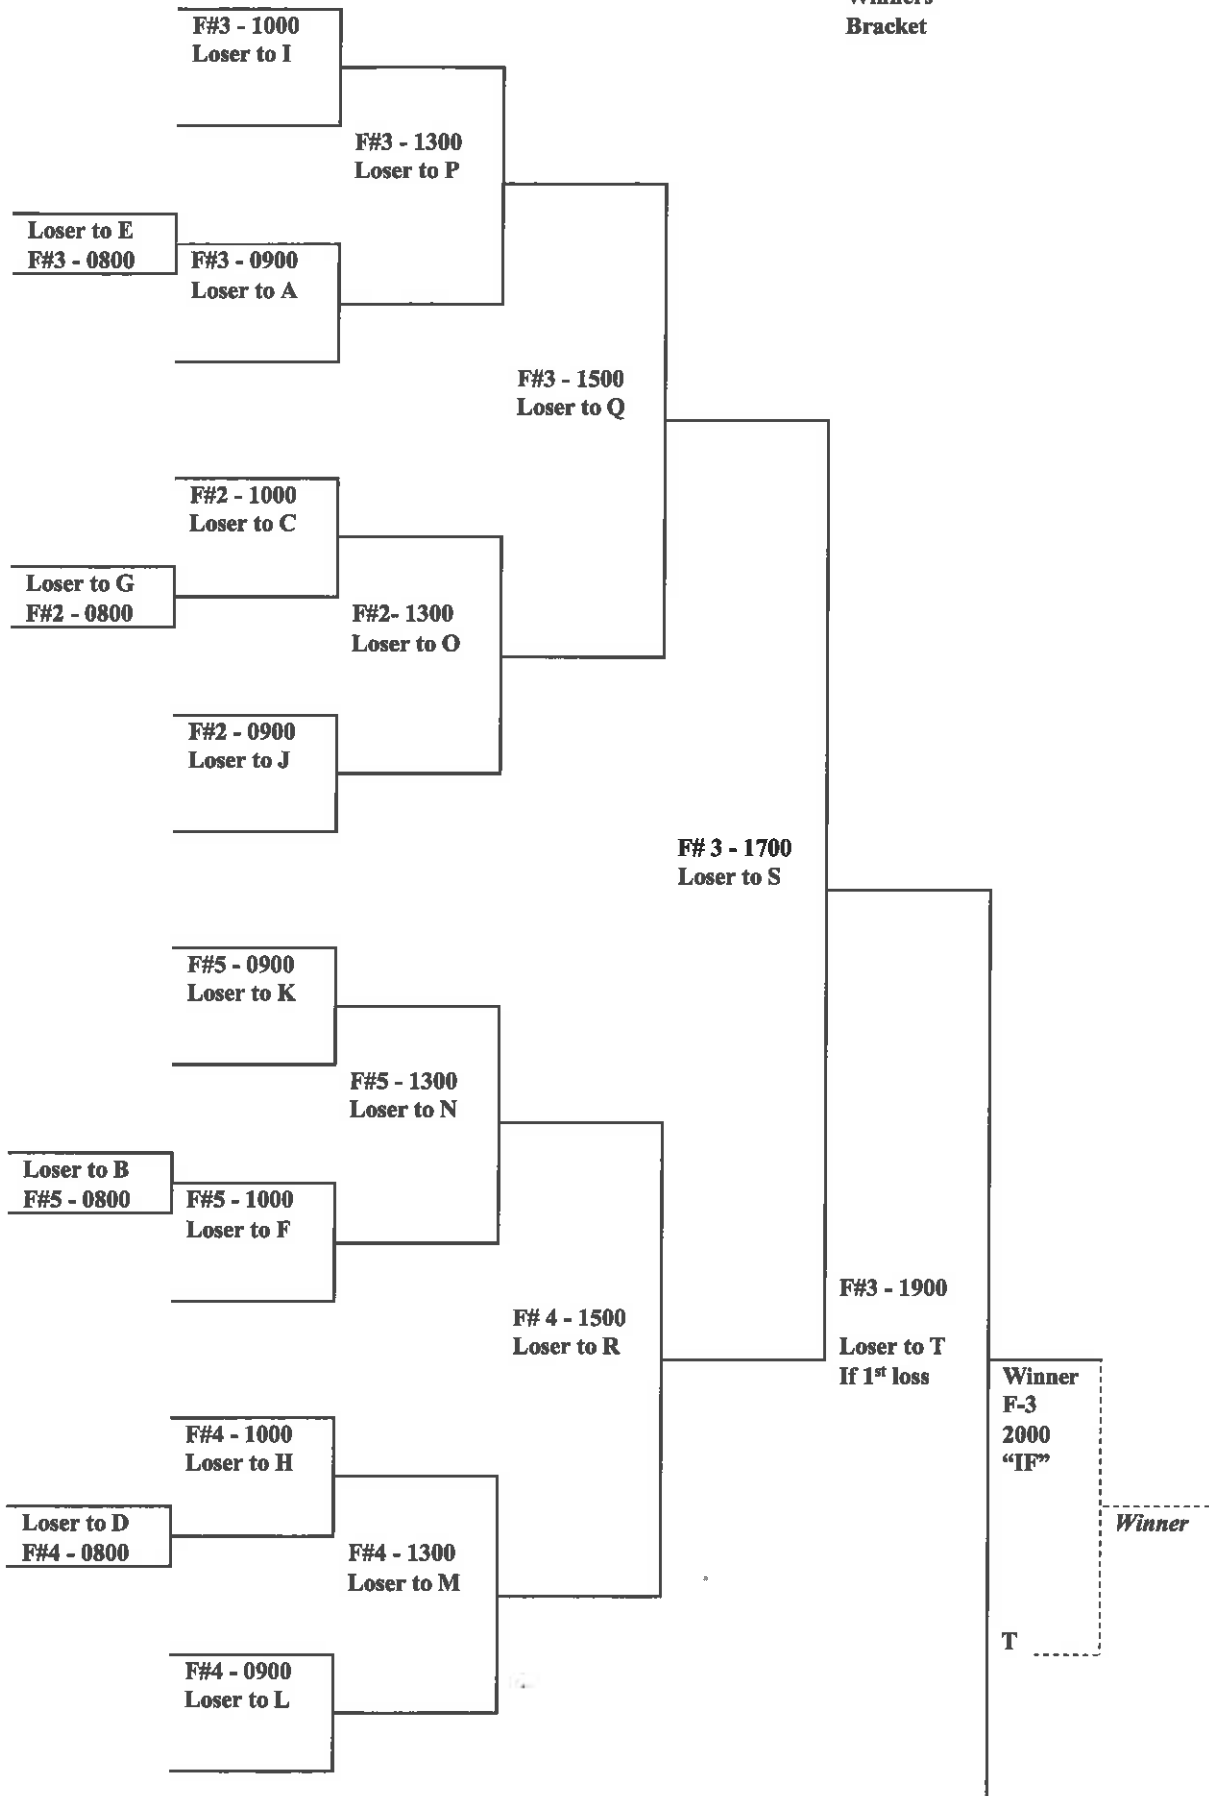 Winners
Bracket
F#3 - 1000
Loser to I
F#3 - 1300
Loser to P
Loser to E
F#3 - 0800
F#3 - 0900
Loser to A
F#3 - 1500
Loser to Q
F#2 - 1000
Loser to C
Loser to G
F#2 - 0800
F#2- 1300
Loser to O
F#2 - 0900
Loser to J
F# 3 - 1700
Loser to S
F#5 - 0900
Loser to K
F#5 - 1300
Loser to N
Loser to B
F#5 - 0800
F#5 - 1000
Loser to F
F#3 - 1900
Loser to T
If 1st loss
F# 4 - 1500
Loser to R
Winner
F-3
2000
“IF”
F#4 - 1000
Loser to H
Loser to D
F#4 - 0800
Winner
F#4 - 1300
Loser to M
T
F#4 - 0900
Loser to L